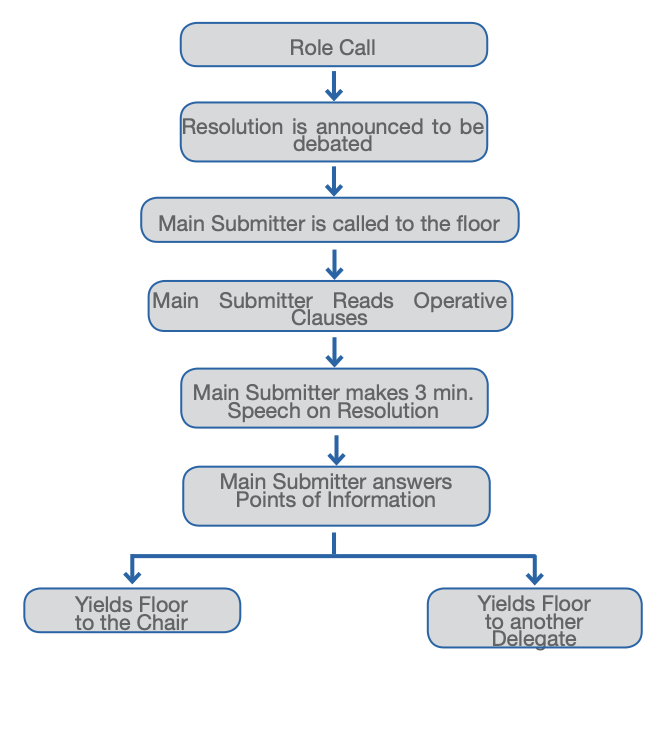 Role Call
Resolution is announced to be
debated
Main Submitter is called to the floor
Main Submitter Reads Operative
Clauses
Main Submitter makes 3 min.
Speech on Resolution
Main Submitter answers
Points of Information
Yields Floor
to the Chair
Yields Floor
to another
Delegate